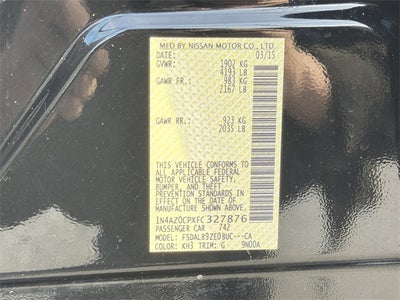 MFD BY NISSAN MOTOR CO., LTD.
DATE: 03/15
GVWR: 1902 KG
4193 LB
GAWR FR. 983 KG
2167 LB
GAWR RR. 923 KG
2035 LB
THIS VEHICLE CONFORMS TO
ALL APPLICABLE FEDERAL
MOTOR VEHICLE SAFETY,
BUMPER, AND THEFT
PREVENTION STANDARDS
IN EFFECT ON THE DATE OF
MANUFACTURE SHOWN ABOVE.
1N4AZ0CPXFC327876
PASSENGER CAR 742
MODEL: FSDALB9ZE0BUC---CA
COLOR: KH3 TRIM: G 9N00A